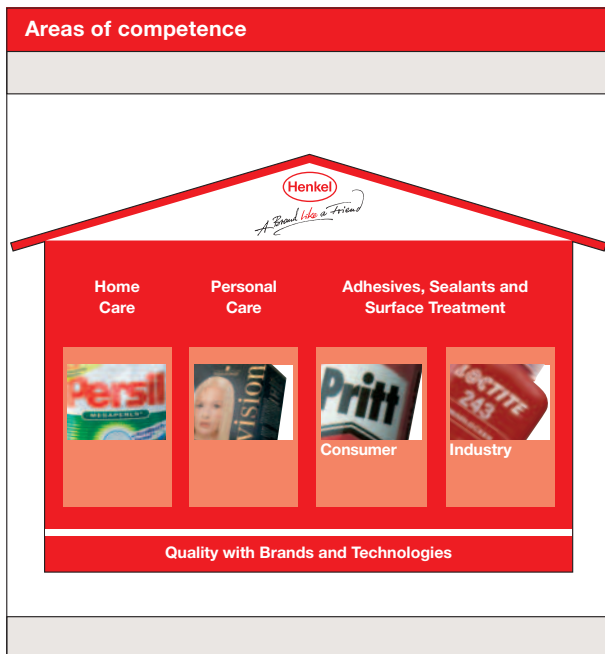 Areas of competence
Henkel
A Brand like a Friend
Home
Care
Personal
Care
Adhesives, Sealants and
Surface Treatment
Persil
MEGAPERLS
vision
Pritt
LOCTITE
243
Consumer
Industry
Quality with Brands and Technologies